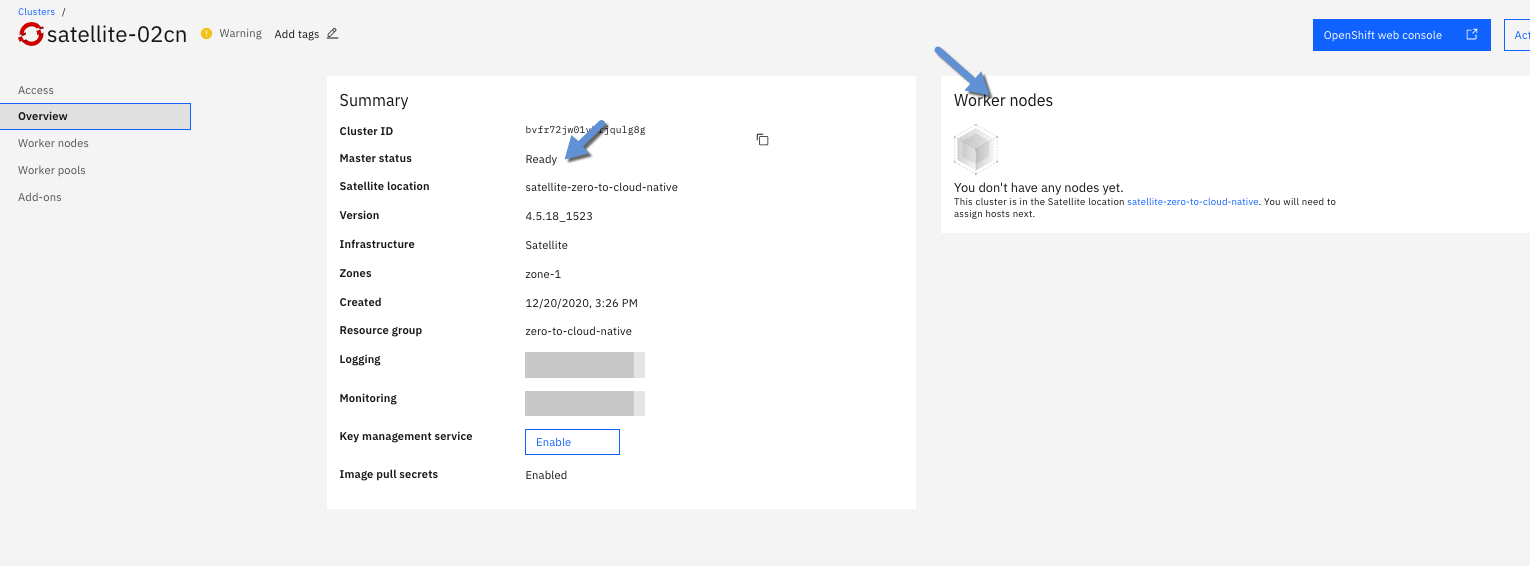 Clusters /
satellite-02cn Warning Add tags
OpenShift web console
Access
Overview
Worker nodes
Worker pools
Add-ons
Summary
Cluster ID
Master status Ready
Satellite location satellite-zero-to-cloud-native
Version 4.5.18_1523
Infrastructure Satellite
Zones zone-1
Created 12/20/2020, 3:26 PM
Resource group zero-to-cloud-native
Logging
Monitoring
Key management service Enable
Image pull secrets Enabled
Worker nodes
You don't have any nodes yet.
This cluster is in the Satellite location satellite-zero-to-cloud-native. You will need to
assign hosts next.